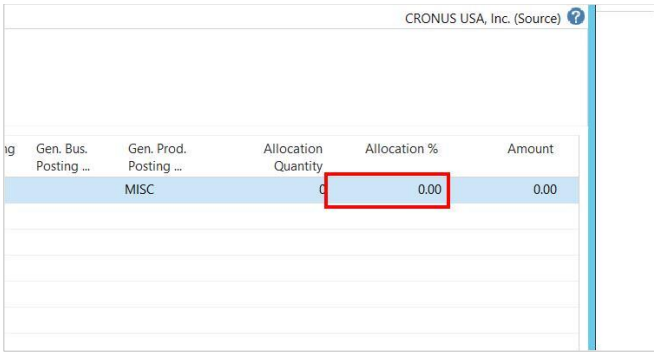 CRONUS USA, Inc. (Source) ?
ng Gen. Bus. Gen. Prod. Allocation Allocation % Amount
Posting ... Posting ... Quantity
MISC 0 0.00 0.00